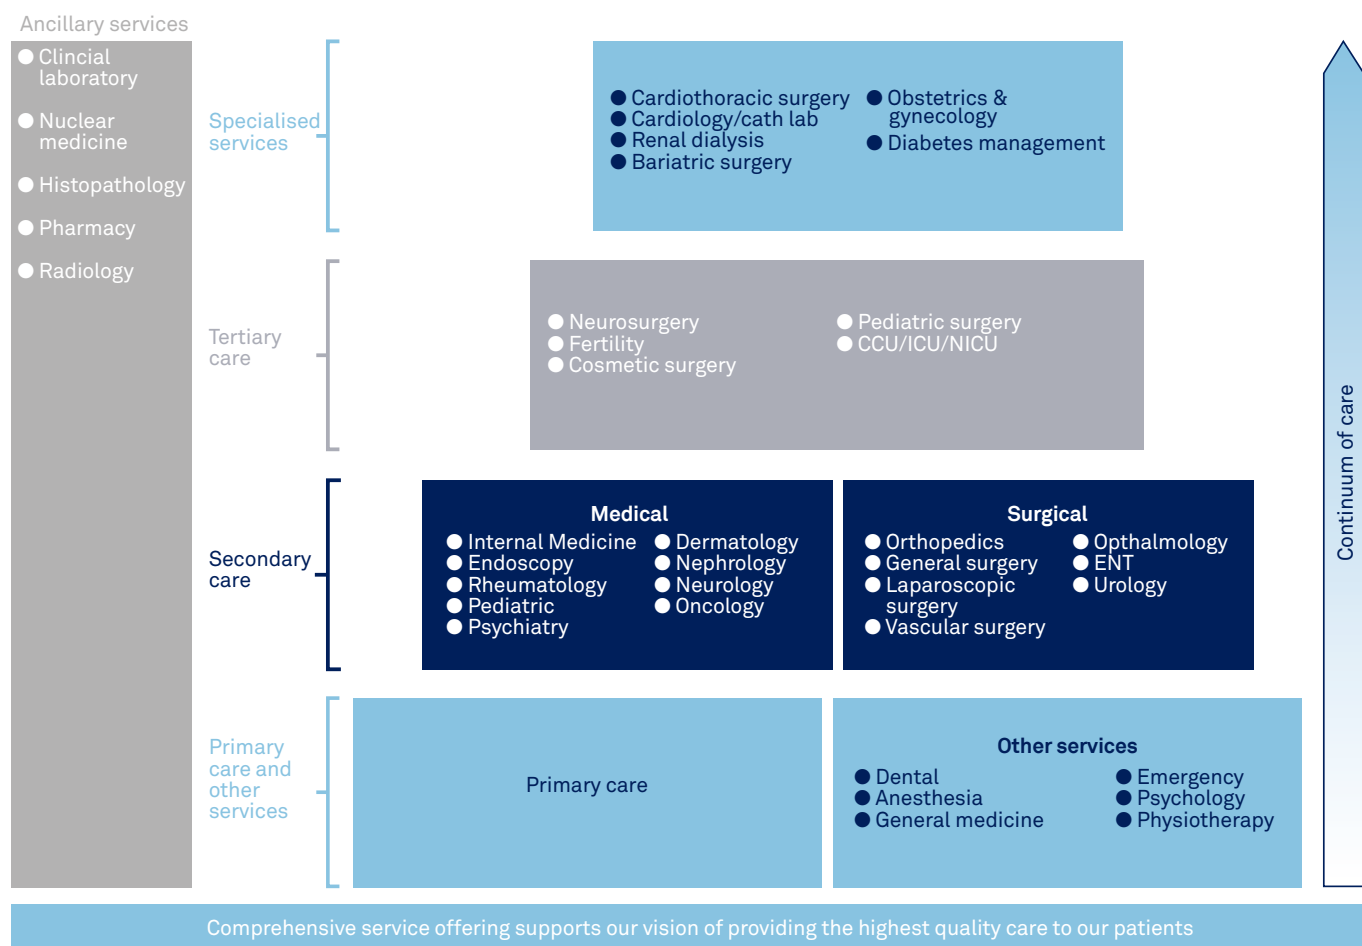 Ancillary services
Clincial
laboratory
Nuclear
medicine
Histopathology
Pharmacy
Radiology
Specialised
services
Cardiothoracic surgery
Cardiology/cath lab
Renal dialysis
Bariatric surgery
Obstetrics &
gynecology
Diabetes management
Tertiary
care
Neurosurgery
Fertility
Cosmetic surgery
Pediatric surgery
CCU/ICU/NICU
Secondary
care
Medical
Internal Medicine
Endoscopy
Rheumatology
Pediatric
Psychiatry
Dermatology
Nephrology
Neurology
Oncology
Surgical
Orthopedics
General surgery
Laparoscopic
surgery
Vascular surgery
Opthalmology
ENT
Urology
Primary
care and
other
services
Primary care
Other services
Dental
Anesthesia
General medicine
Emergency
Psychology
Physiotherapy
Continuum of care
Comprehensive service offering supports our vision of providing the highest quality care to our patients